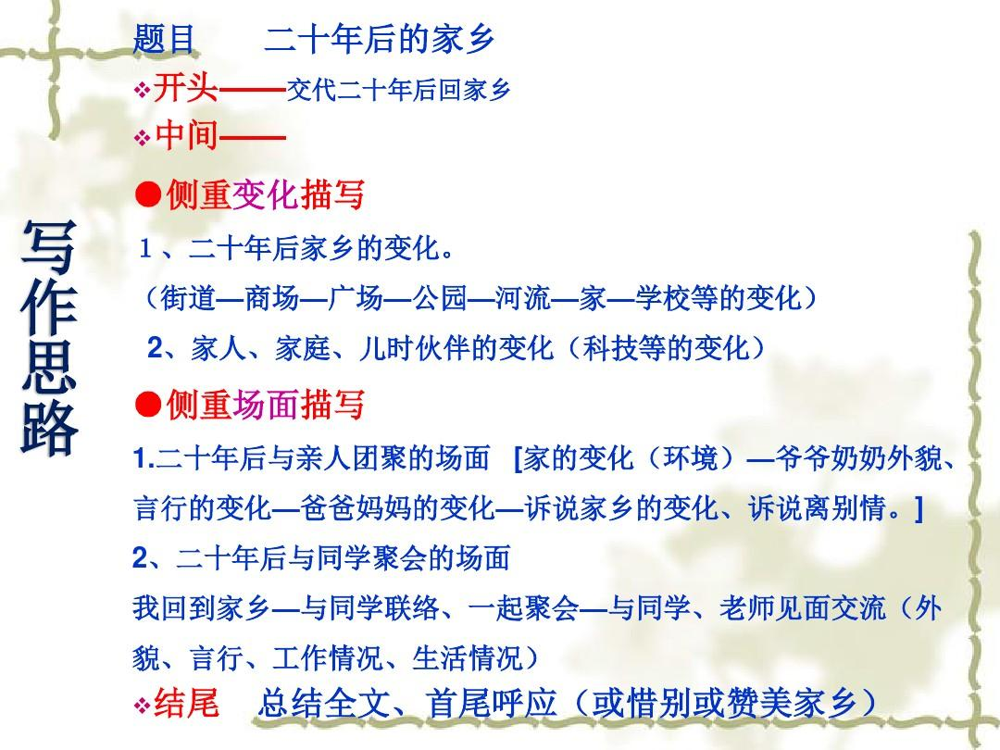 题目 二十年后的家乡
❖开头——交代二十年后回家乡
❖中间——
●侧重变化描写
1、二十年后家乡的变化。
（街道—商场—广场—公园—河流—家—学校等的变化）
2、家人、家庭、儿时伙伴的变化（科技等的变化）
●侧重场面描写
1.二十年后与亲人团聚的场面 [家的变化（环境）—爷爷奶奶外貌、
言行的变化—爸爸妈妈的变化—诉说家乡的变化、诉说离别情。]
2、二十年后与同学聚会的场面
我回到家乡—与同学联络、一起聚会—与同学、老师见面交流（外
貌、言行、工作情况、生活情况）
❖结尾 总结全文、首尾呼应（或惜别或赞美家乡）
写作思路